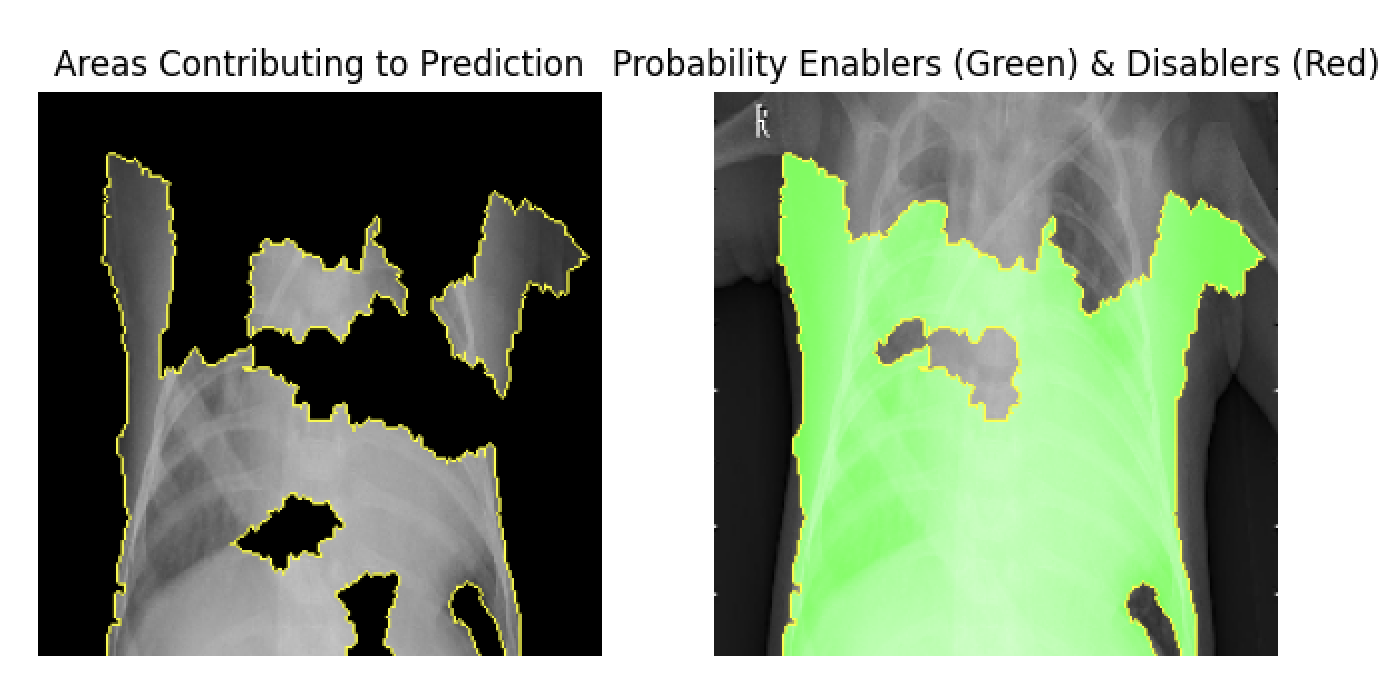 Areas Contributing to Prediction
Probability Enablers (Green) & Disablers (Red)
R